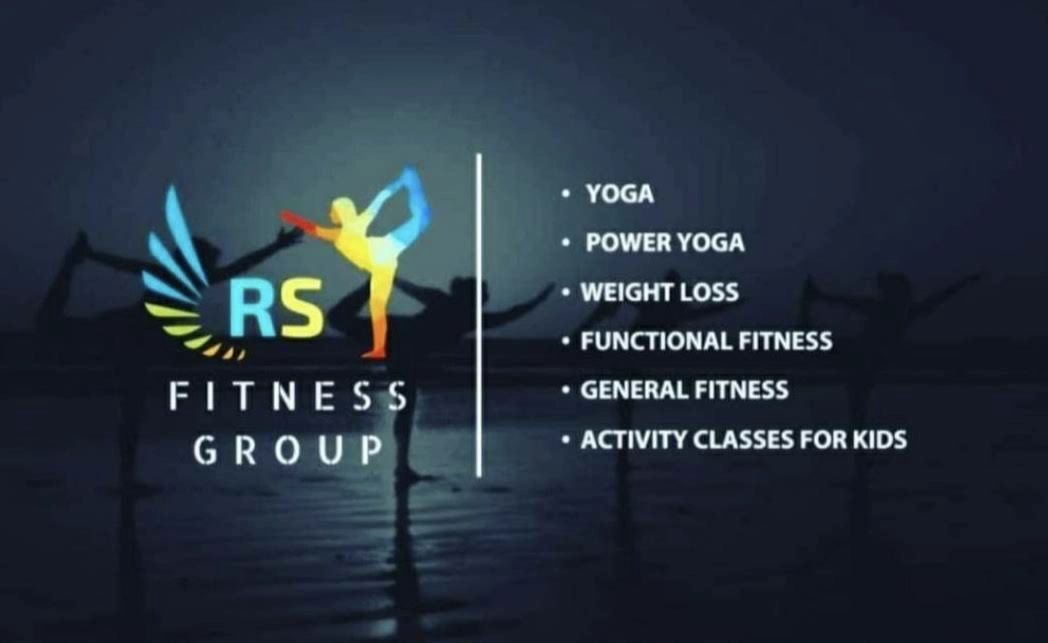 RS
FITNESS
GROUP
• YOGA
• POWER YOGA
• WEIGHT LOSS
• FUNCTIONAL FITNESS
• GENERAL FITNESS
• ACTIVITY CLASSES FOR KIDS